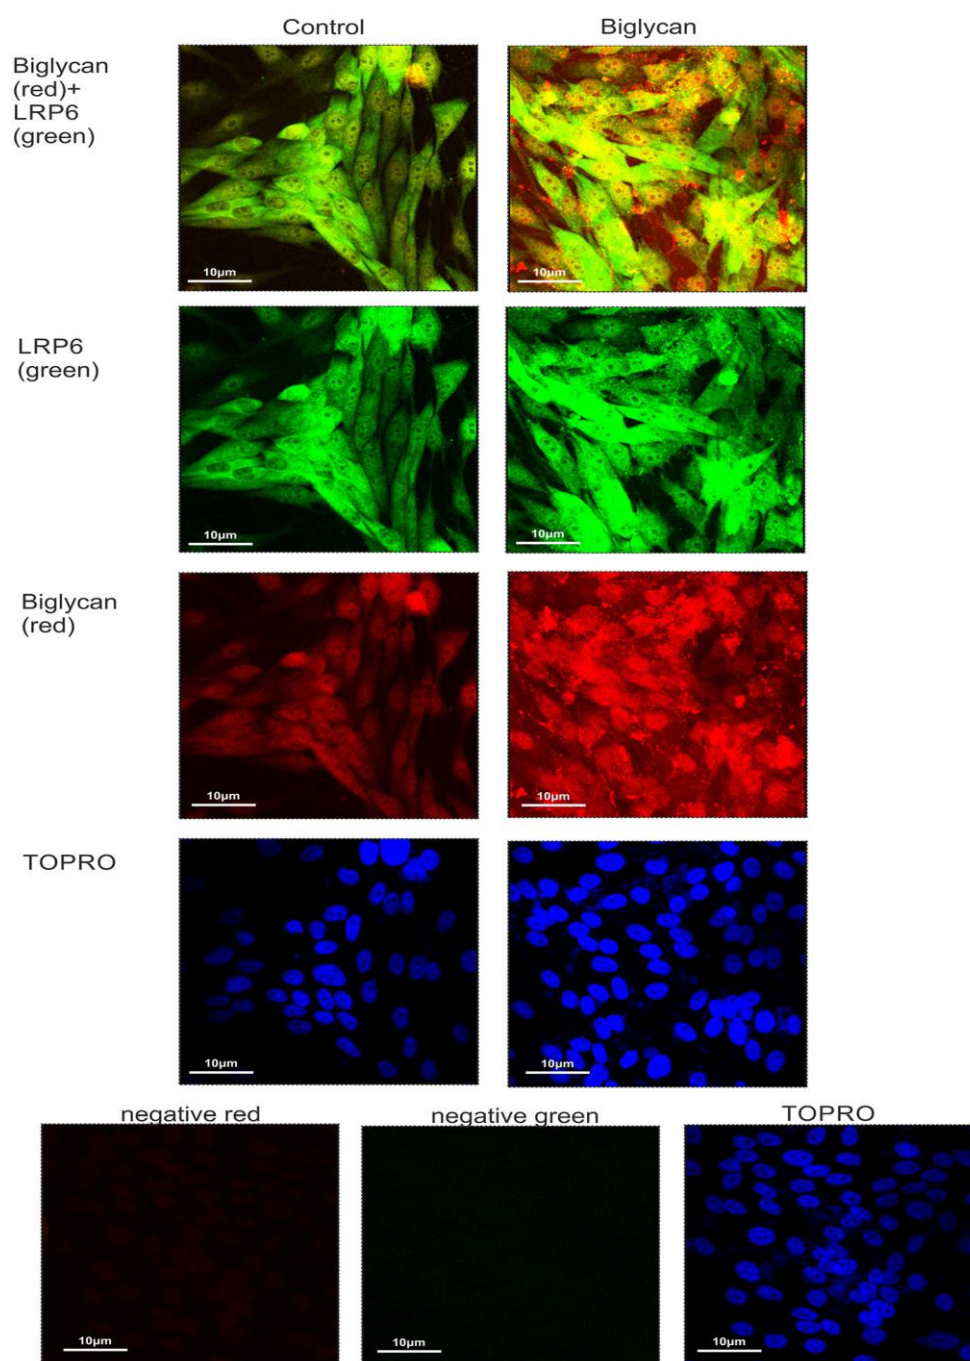 Control Biglycan
Biglycan
(red)+
LRP6
(green)
10µm 10µm
LRP6
(green)
10µm 10µm
Biglycan
(red)
10µm 10µm
TOPRO
10µm 10µm
negative red negative green TOPRO
10µm 10µm 10µm